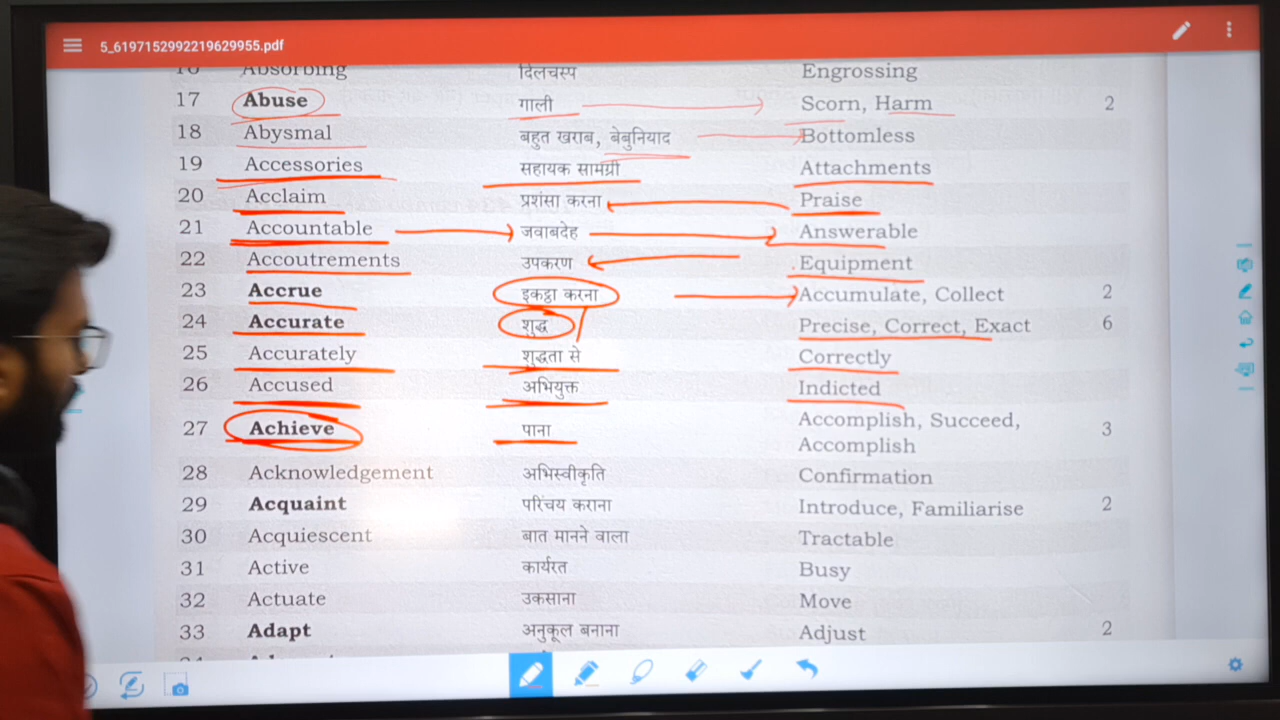 5_6197152992219629955.pdf
16 Absorbing दिलचस्प Engrossing
17 Abuse गाली Scorn, Harm 2
18 Abysmal बहुत खराब, बेबुनियाद Bottomless
19 Accessories सहायक सामग्री Attachments
20 Acclaim प्रशंसा करना Praise
21 Accountable जवाबदेह Answerable
22 Accoutrements उपकरण Equipment
23 Accrue इकट्ठा करना Accumulate, Collect 2
24 Accurate शुद्ध Precise, Correct, Exact 6
25 Accurately शुद्धता से Correctly
26 Accused अभियुक्त Indicted
27 Achieve पाना Accomplish, Succeed, 3
Accomplish
28 Acknowledgement अभिस्वीकृति Confirmation
29 Acquaint परिचय कराना Introduce, Familiarise 2
30 Acquiescent बात मानने वाला Tractable
31 Active कार्यरत Busy
32 Actuate उकसाना Move
33 Adapt अनुकूल बनाना Adjust 2